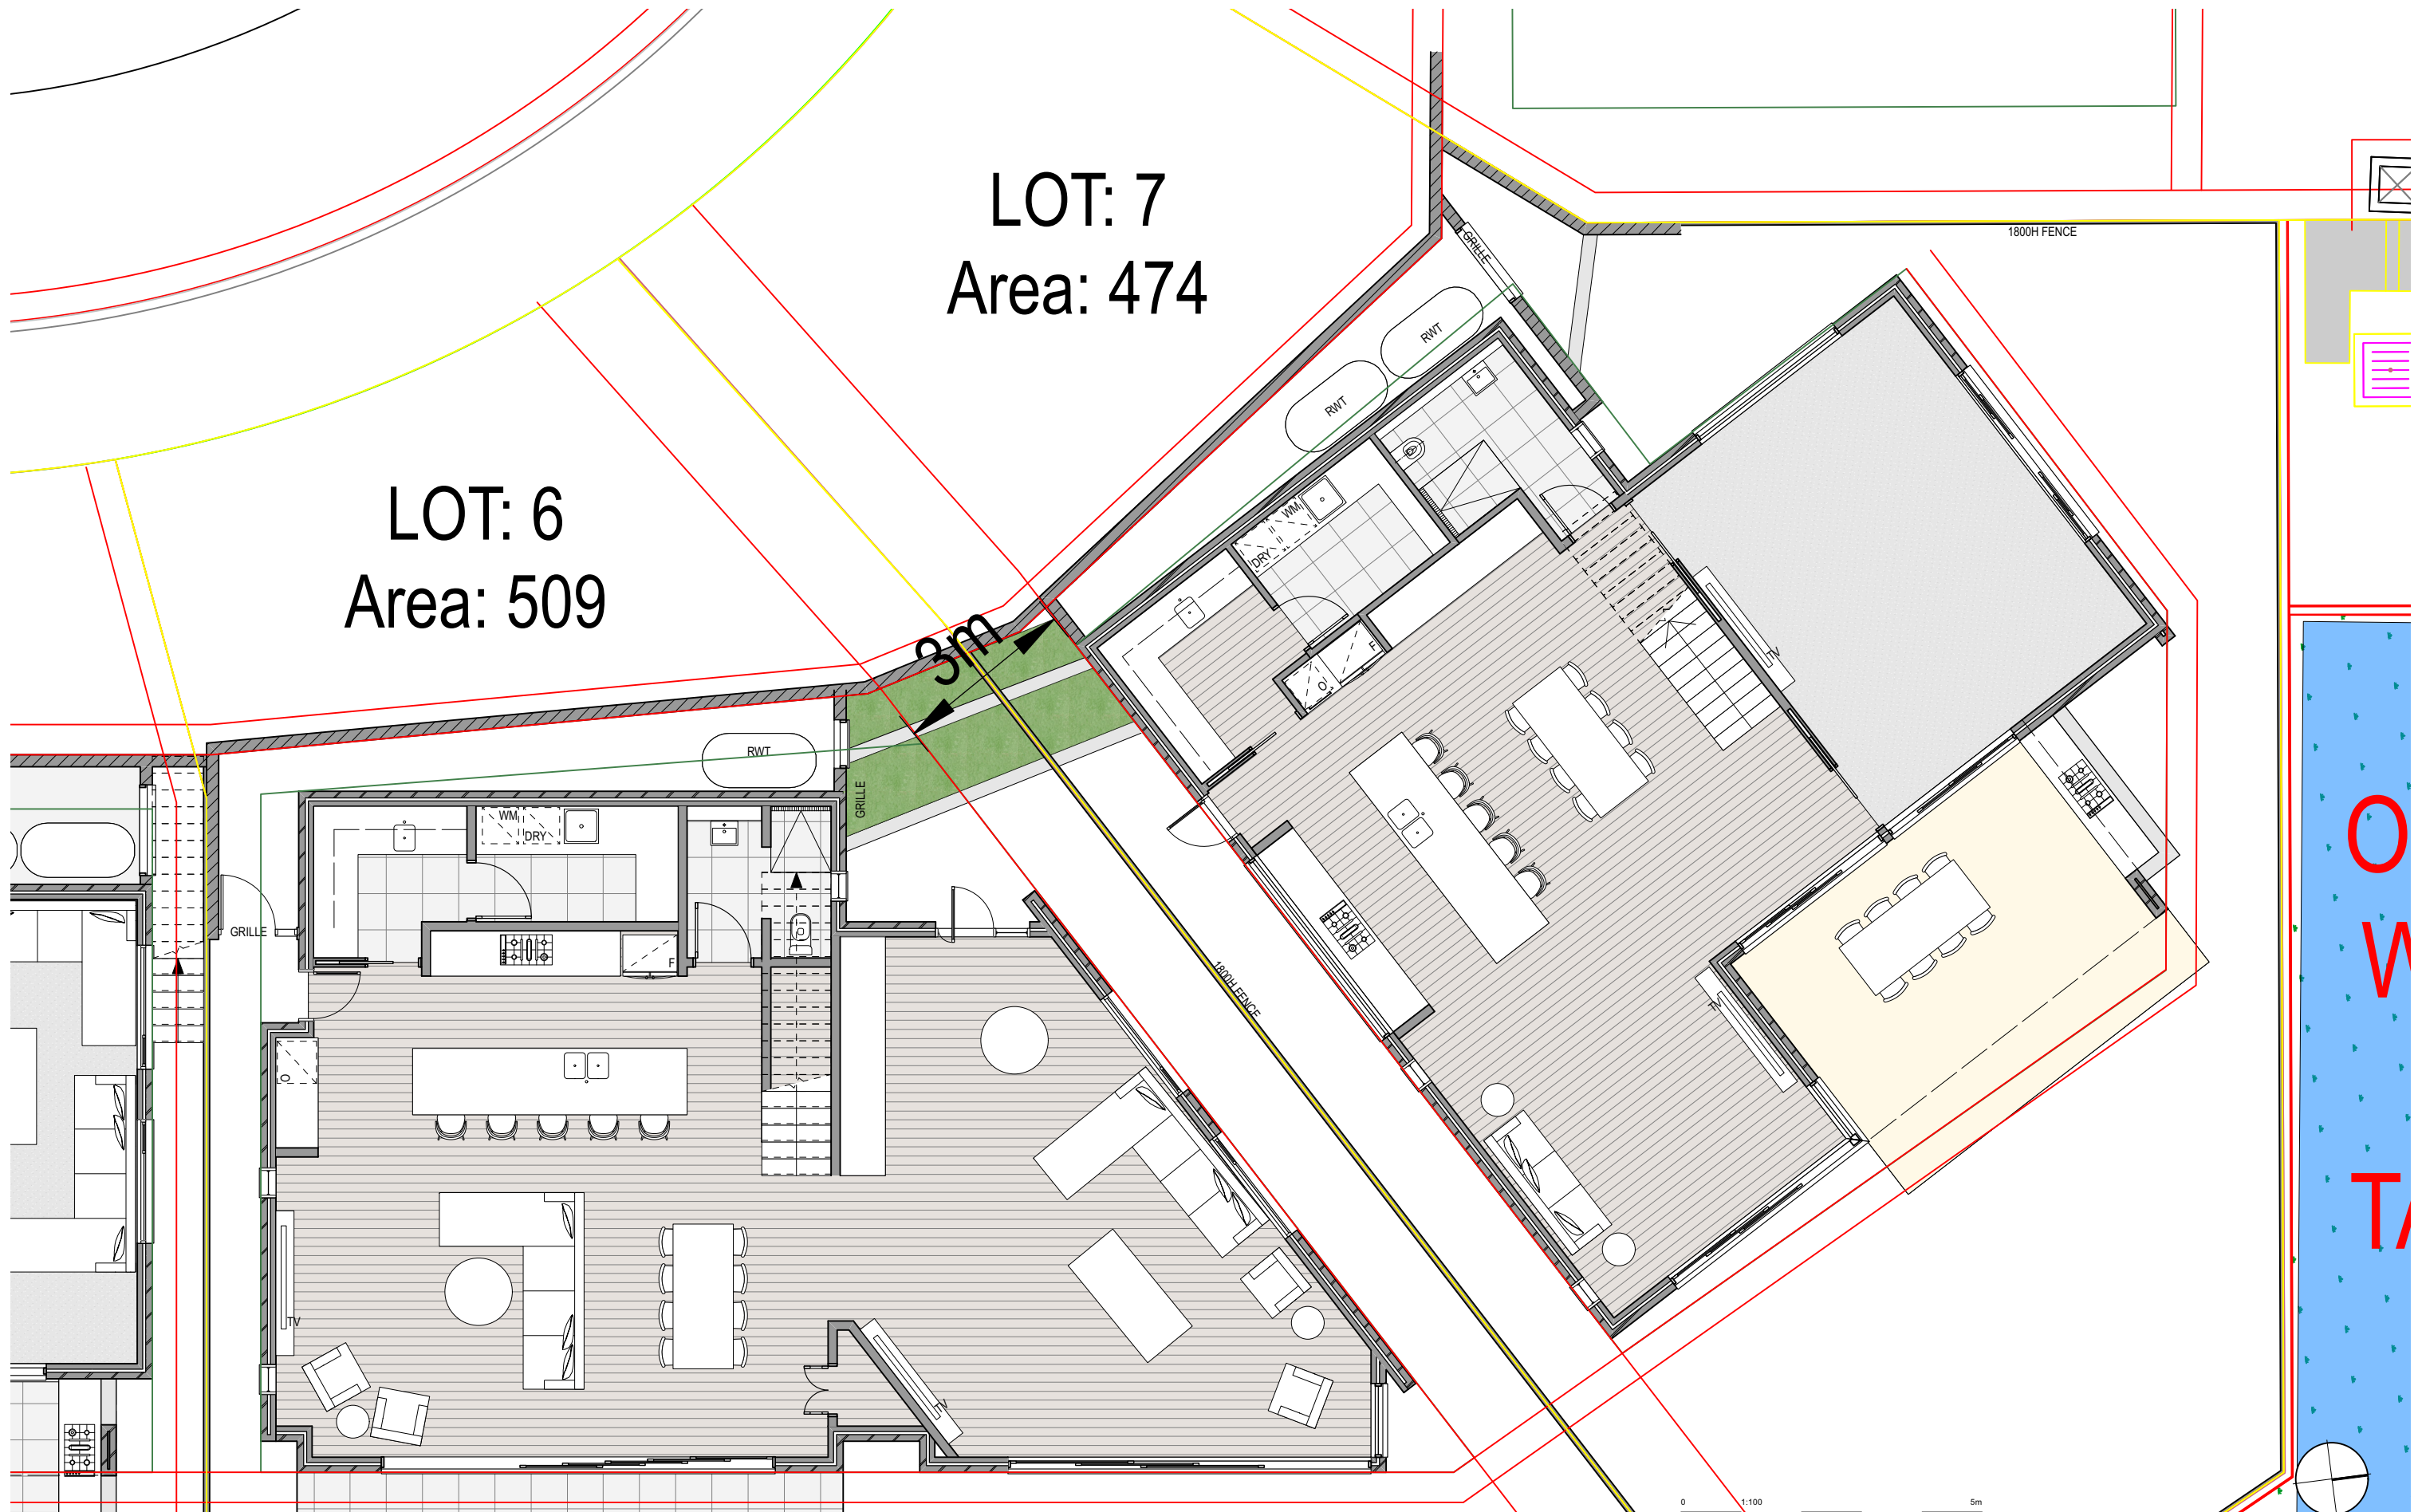 LOT: 7
Area: 474
1800H FENCE
GRILLE
RWT
RWT
LOT: 6
Area: 509
WM
DRY
3m
F
O
TV
RWT
GRILLE
WM
DRY
GRILLE
F
TV
1800H FENCE
O
TV
TV
O
W
TA
0 1:100 5m